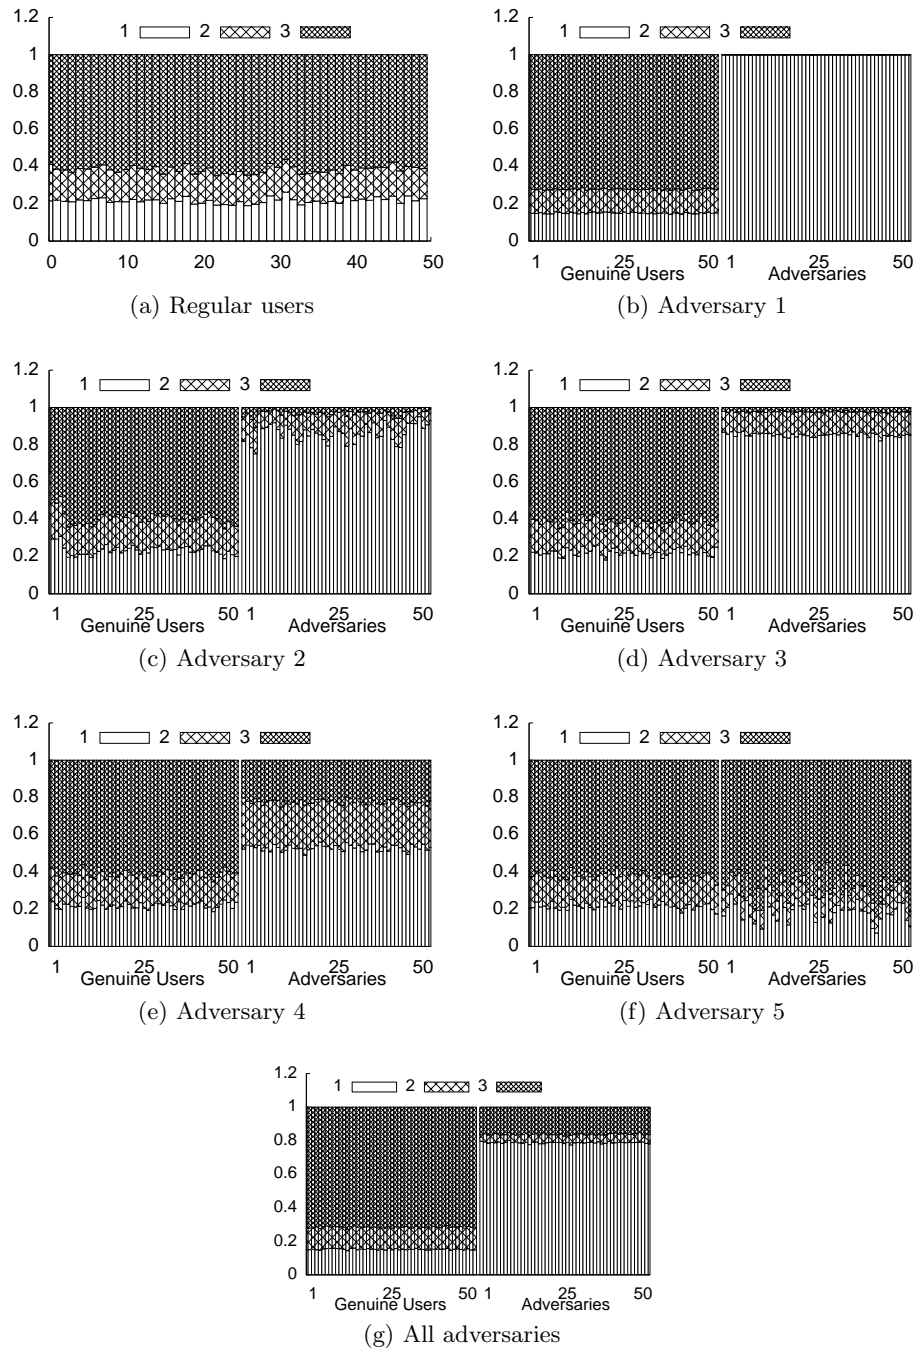 1.2
1 2 3
1
0.8
0.6
0.4
0.2
0
0 10 20 30 40 50
(a) Regular users
1.2
1 2 3
1
0.8
0.6
0.4
0.2
0
1 25 50 1 25 50
Genuine Users Adversaries
(b) Adversary 1
1.2
1 2 3
1
0.8
0.6
0.4
0.2
0
1 25 50 1 25 50
Genuine Users Adversaries
(c) Adversary 2
1.2
1 2 3
1
0.8
0.6
0.4
0.2
0
1 25 50 1 25 50
Genuine Users Adversaries
(d) Adversary 3
1.2
1 2 3
1
0.8
0.6
0.4
0.2
0
1 25 50 1 25 50
Genuine Users Adversaries
(e) Adversary 4
1.2
1 2 3
1
0.8
0.6
0.4
0.2
0
1 25 50 1 25 50
Genuine Users Adversaries
(f) Adversary 5
1.2
1 2 3
1
0.8
0.6
0.4
0.2
0
1 25 50 1 25 50
Genuine Users Adversaries
(g) All adversaries